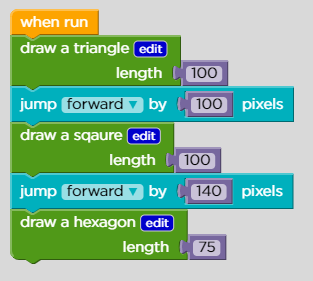 when run
draw a triangle edit
length 100
jump forward ▼ by 100 pixels
draw a sqaure edit
length 100
jump forward ▼ by 140 pixels
draw a hexagon edit
length 75